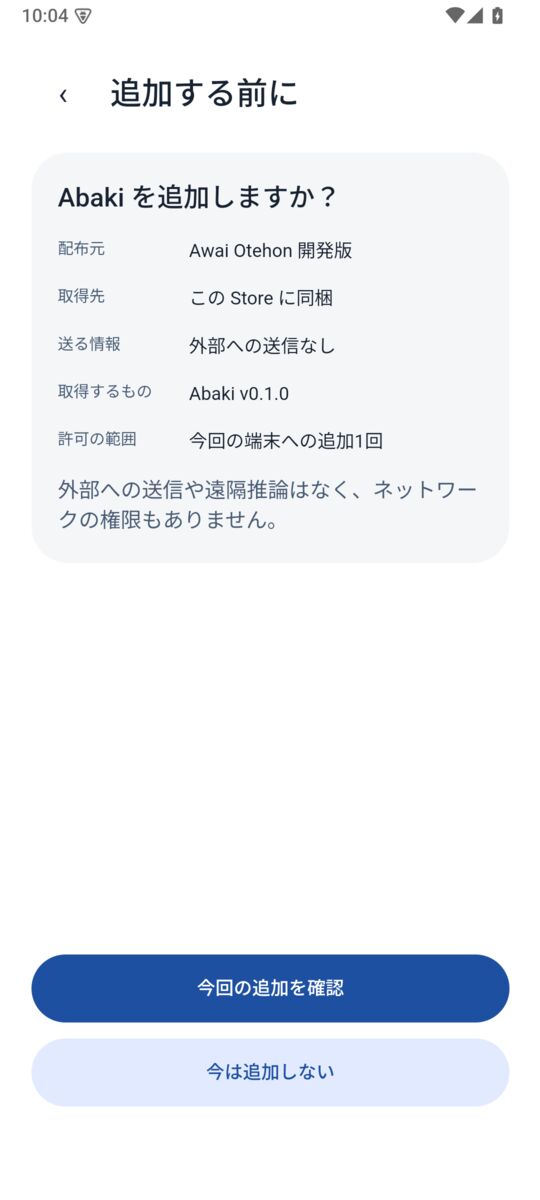 10:04
‹ 追加する前に
Abaki を追加しますか？
配布元 Awai Otehon 開発版
取得先 この Store に同梱
送る情報 外部への送信なし
取得するもの Abaki v0.1.0
許可の範囲 今回の端末への追加1回
外部への送信や遠隔推論はなく、ネットワー
クの権限もありません。
今回の追加を確認
今は追加しない